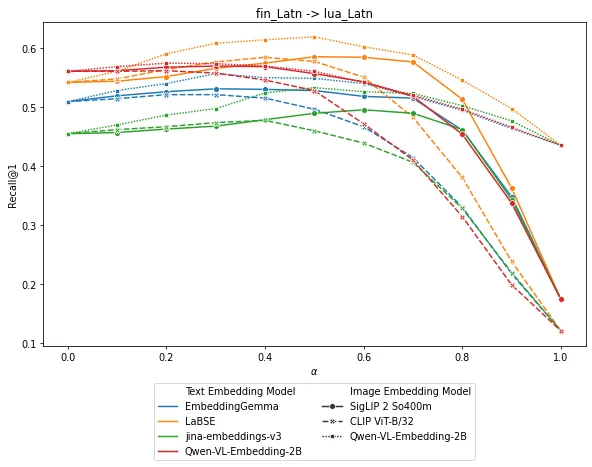 fin_Latn -> lua_Latn
Recall@1
0.6
0.5
0.4
0.3
0.2
0.1
0.0
0.2
0.4
0.6
0.8
1.0
α
Text Embedding Model
EmbeddingGemma
LaBSE
jina-embeddings-v3
Qwen-VL-Embedding-2B
Image Embedding Model
SigLIP 2 So400m
CLIP ViT-B/32
Qwen-VL-Embedding-2B